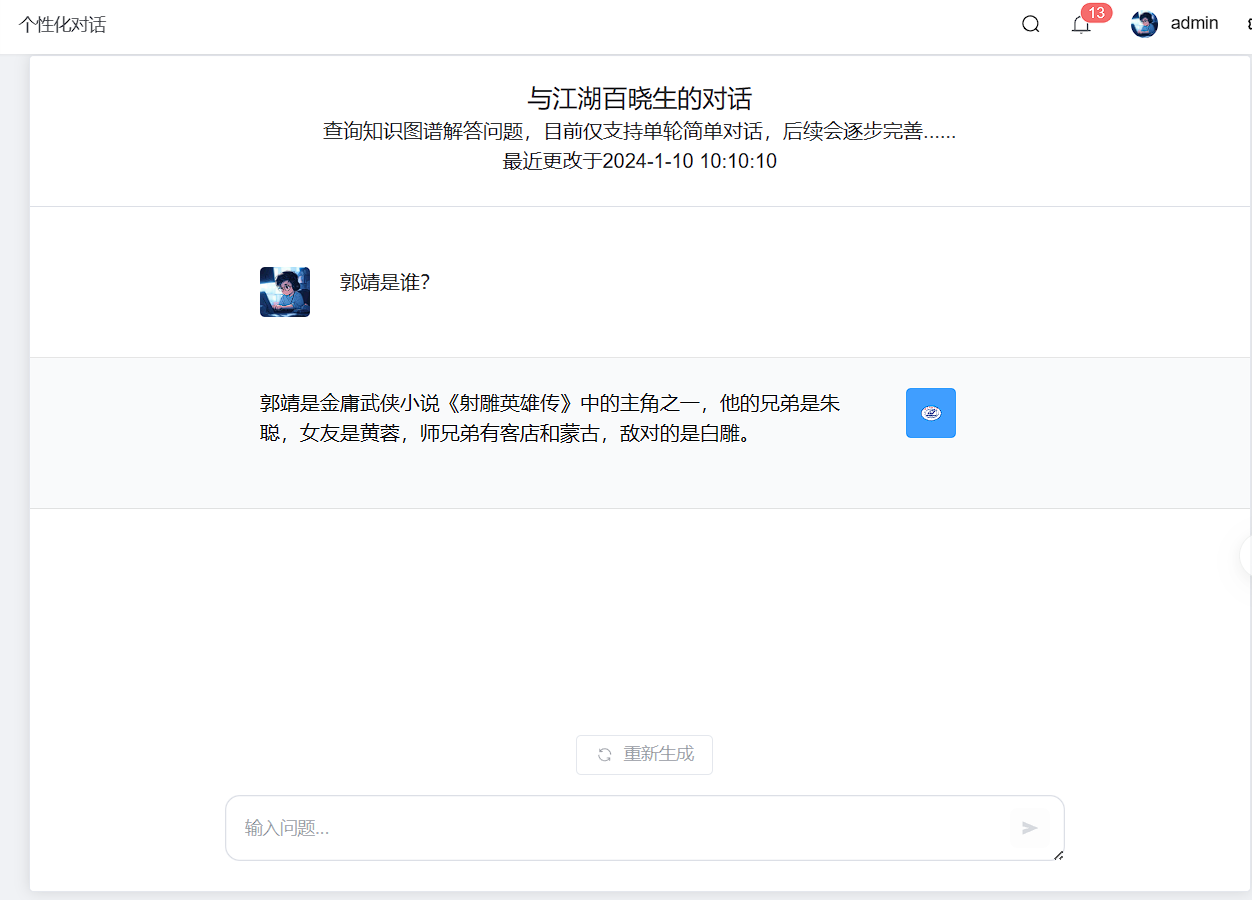 个性化对话
13
admin
与江湖百晓生的对话
查询知识图谱解答问题，目前仅支持单轮简单对话，后续会逐步完善......
最近更改于2024-1-10 10:10:10
郭靖是谁?
郭靖是金庸武侠小说《射雕英雄传》中的主角之一，他的兄弟是朱
聪，女友是黄蓉，师兄弟有客店和蒙古，敌对的是白雕。
重新生成
输入问题...